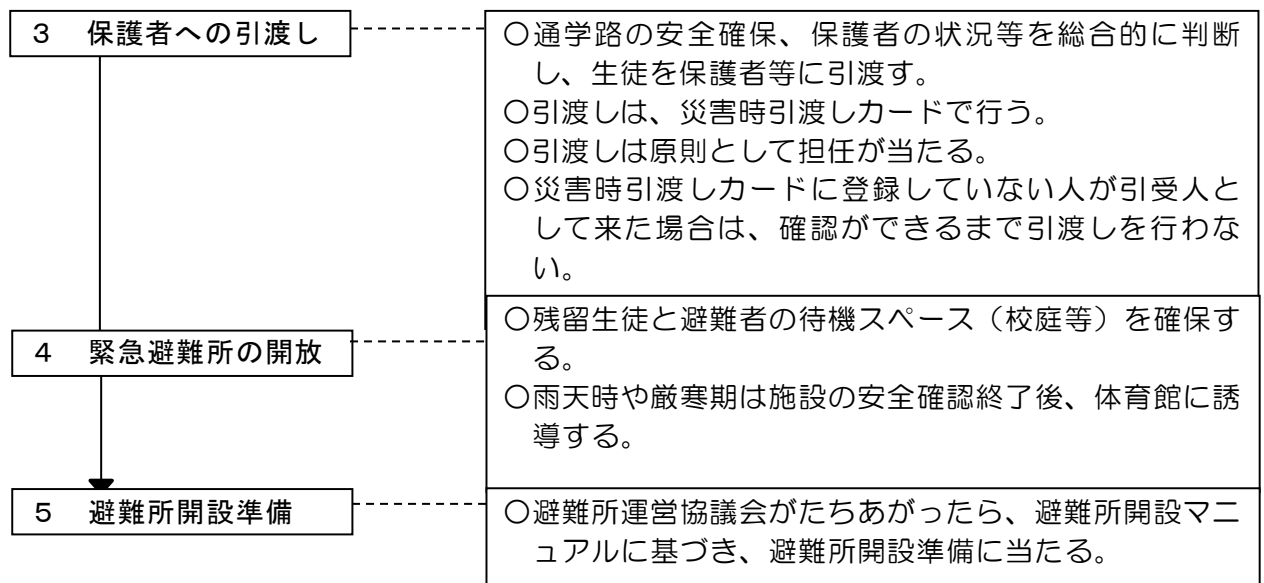 3　保護者への引渡し
〇通学路の安全確保、保護者の状況等を総合的に判断
し、生徒を保護者等に引渡す。
〇引渡しは、災害時引渡しカードで行う。
〇引渡しは原則として担任が当たる。
〇災害時引渡しカードに登録していない人が引受人と
して来た場合は、確認ができるまで引渡しを行わな
い。
4　緊急避難所の開放
〇残留生徒と避難者の待機スペース（校庭等）を確保す
る。
〇雨天時や厳寒期は施設の安全確認終了後、体育館に誘
導する。
5　避難所開設準備
〇避難所運営協議会がたちあがったら、避難所開設マニ
ュアルに基づき、避難所開設準備に当たる。